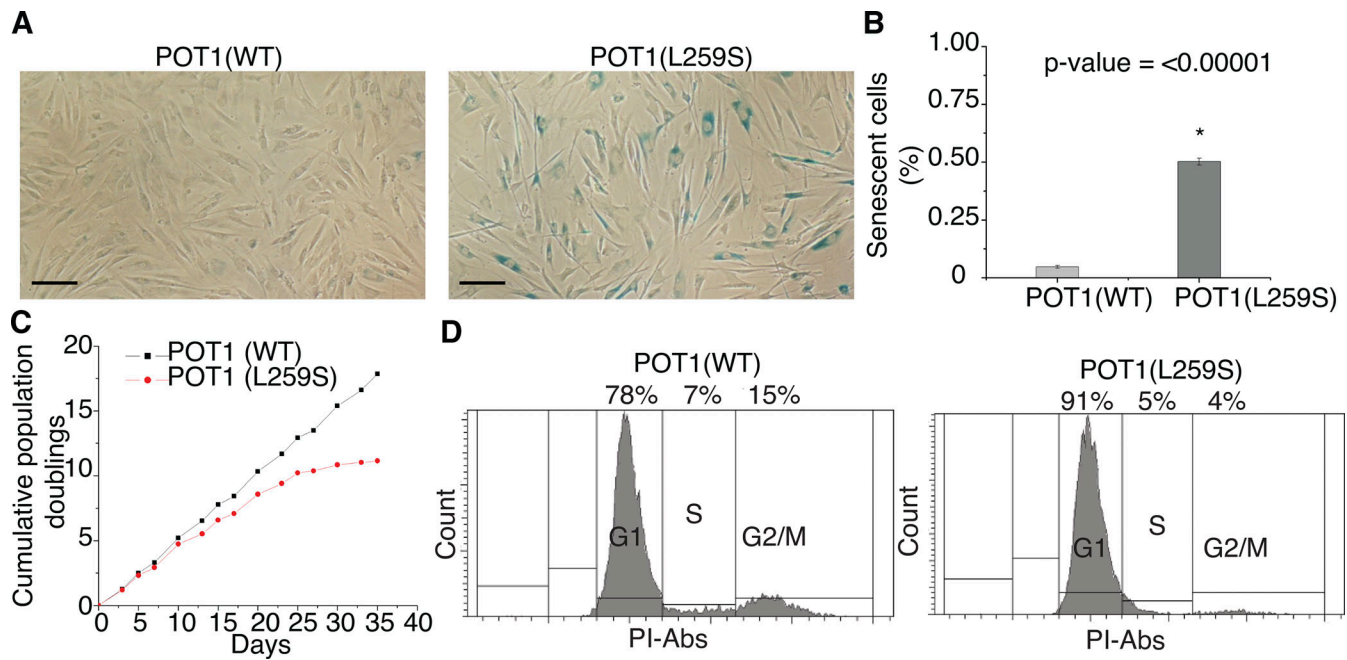 A
POT1(WT)
POT1(L259S)
B
1.00
0.75
0.50
0.25
0
Senescent cells
(%)
p-value = <0.00001
*
POT1(WT)
POT1(L259S)
C
20
15
10
5
0
Cumulative population
doublings
POT1 (WT)
POT1 (L259S)
0 5 10 15 20 25 30 35 40
Days
D
POT1(WT)
78% 7% 15%
Count
G1
S
G2/M
PI-Abs
POT1(L259S)
91% 5% 4%
Count
G1
S
G2/M
PI-Abs